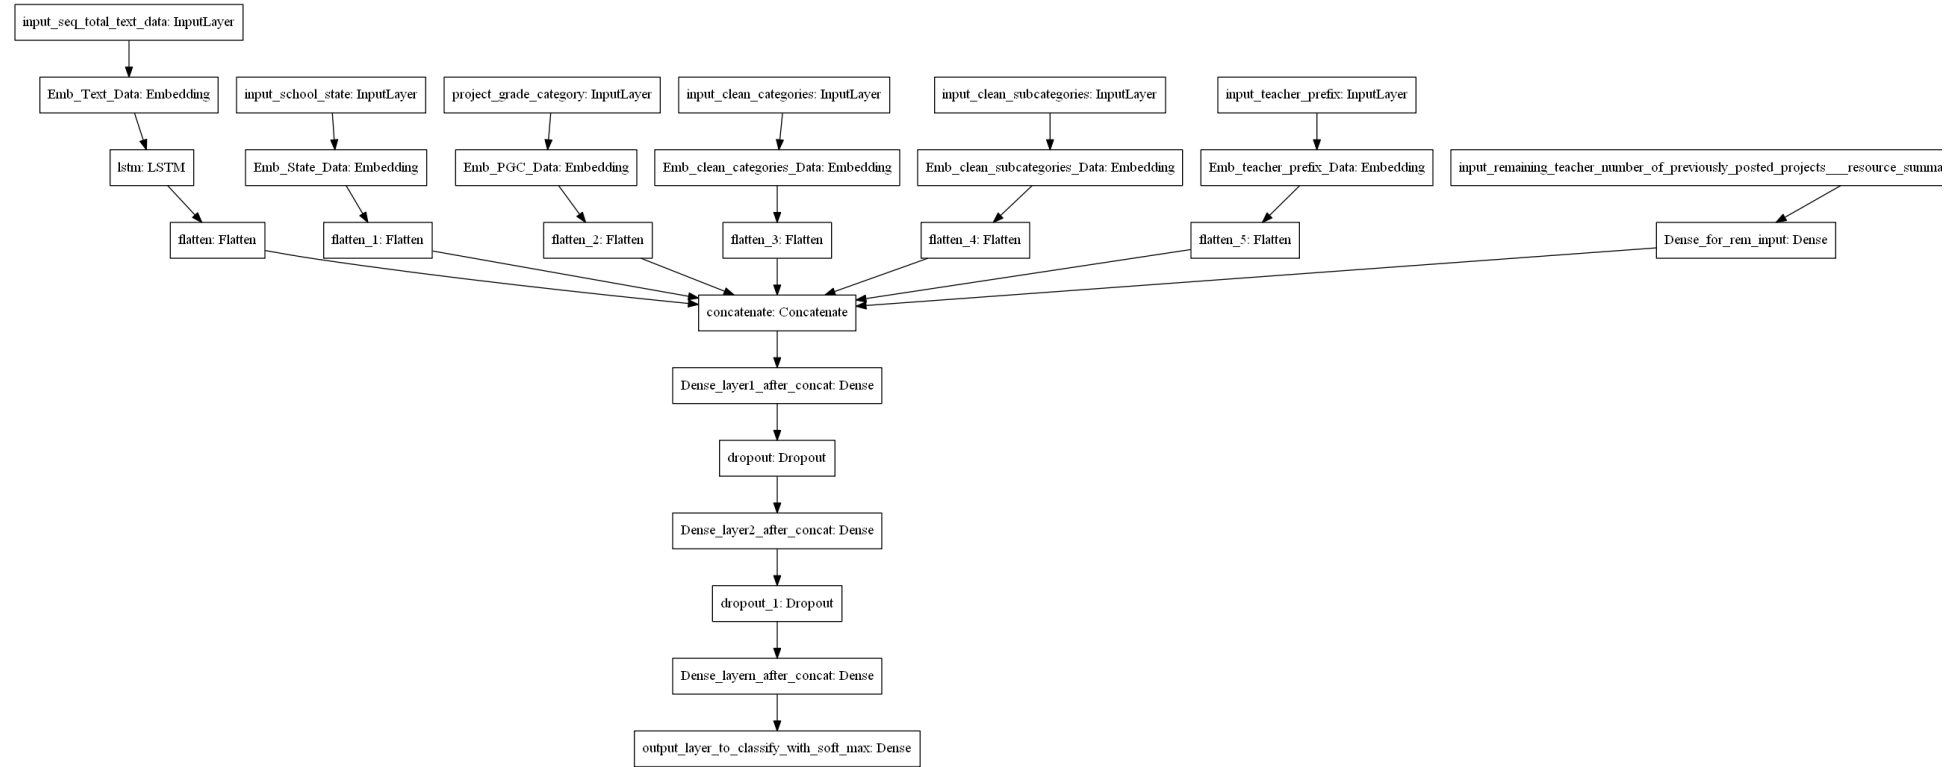 input_seq_total_text_data: InputLayer
Emb_Text_Data: Embedding
input_school_state: InputLayer
project_grade_category: InputLayer
input_clean_categories: InputLayer
input_clean_subcategories: InputLayer
input_teacher_prefix: InputLayer
lstm: LSTM
Emb_State_Data: Embedding
Emb_PGC_Data: Embedding
Emb_clean_categories_Data: Embedding
Emb_clean_subcategories_Data: Embedding
Emb_teacher_prefix_Data: Embedding
input_remaining_teacher_number_of_previously_posted_projects___resource_summa
flatten: Flatten
flatten_1: Flatten
flatten_2: Flatten
flatten_3: Flatten
flatten_4: Flatten
flatten_5: Flatten
Dense_for_rem_input: Dense
concatenate: Concatenate
Dense_layer1_after_concat: Dense
dropout: Dropout
Dense_layer2_after_concat: Dense
dropout_1: Dropout
Dense_layern_after_concat: Dense
output_layer_to_classify_with_soft_max: Dense